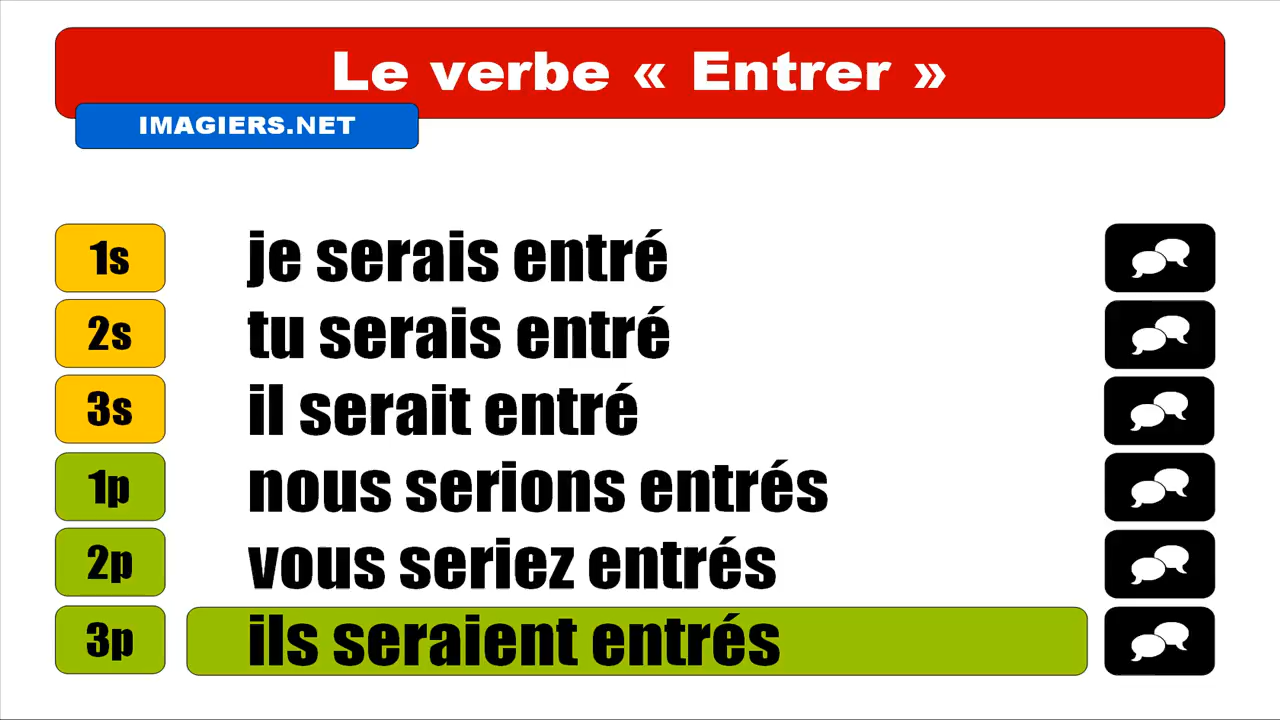 Le verbe « Entrer »
IMAGIERS.NET
1s je serais entré
2s tu serais entré
3s il serait entré
1p nous serions entrés
2p vous seriez entrés
3p ils seraient entrés